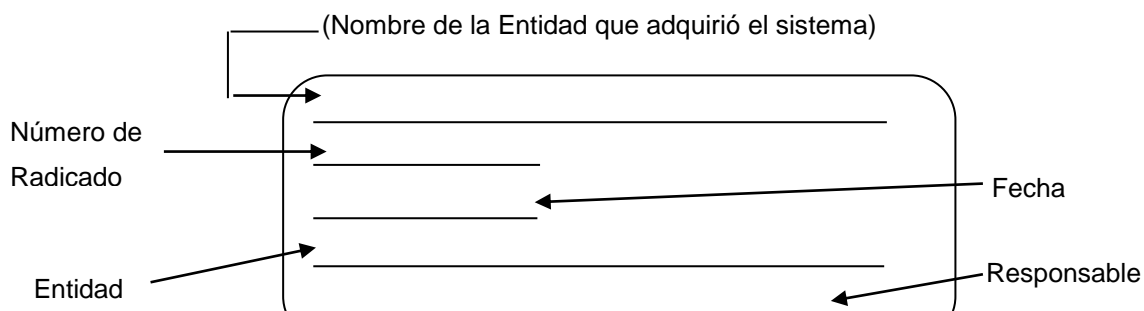 (Nombre de la Entidad que adquirió el sistema)
Número de
Radicado
Fecha
Entidad
Responsable